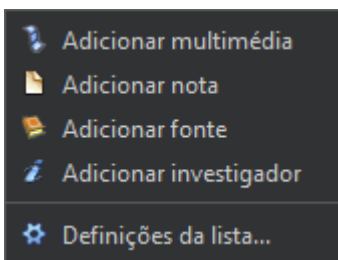 Adicionar multimédia
Adicionar nota
Adicionar fonte
Adicionar investigador
Definições da lista...